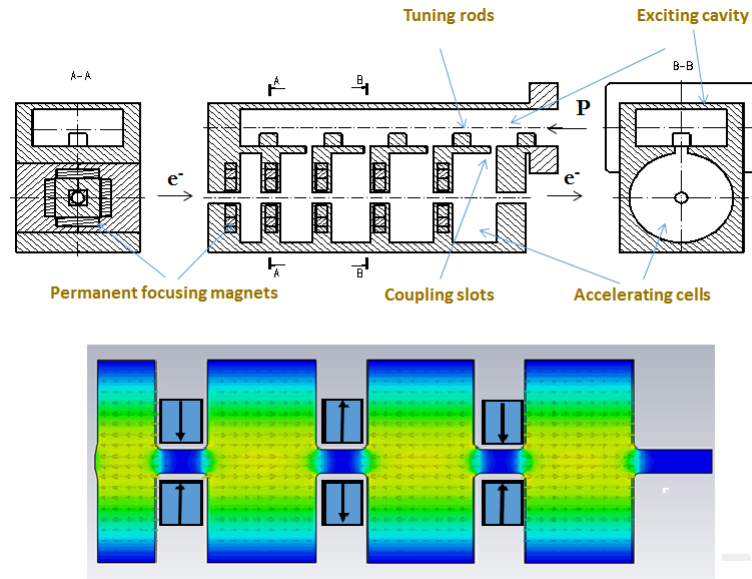 Tuning rods
Exciting cavity
A-A
A
B
B-B
P
e-
e-
A
B
Permanent focusing magnets
Coupling slots
Accelerating cells